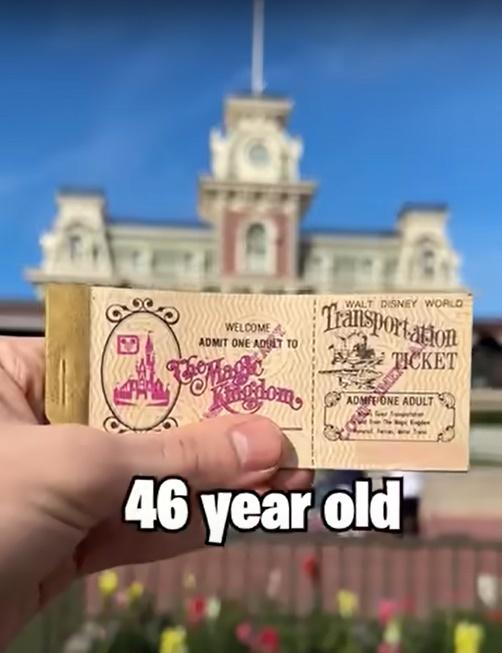 WELCOME
ADMIT ONE ADULT TO
The Magic
Kingdom
WALT DISNEY WORLD
Transportation
TICKET
ADMIT ONE ADULT
46 year old